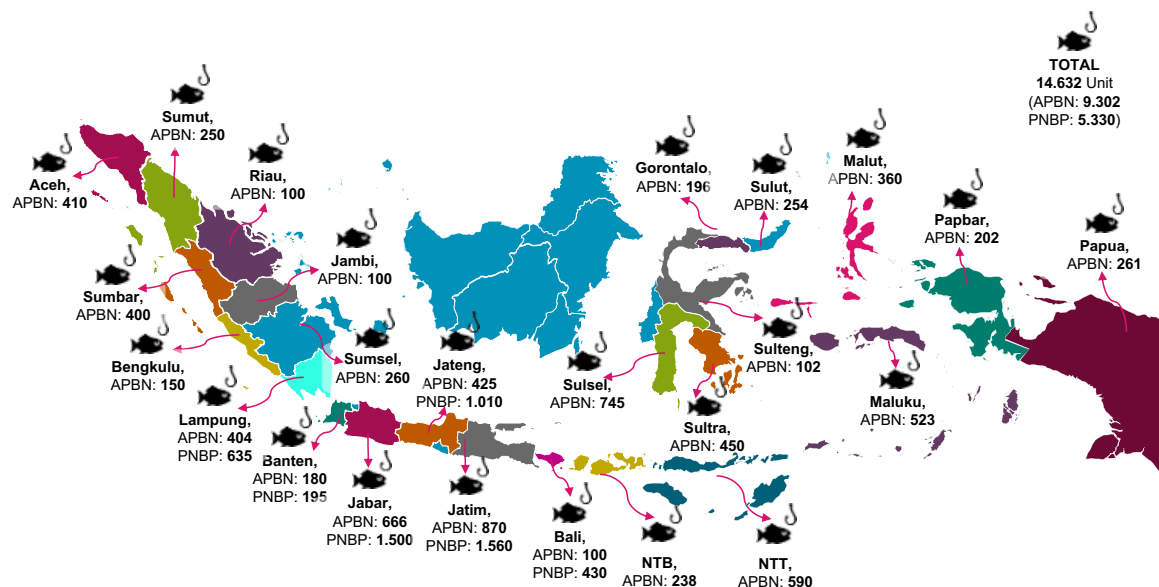 TOTAL
14.632 Unit
(APBN: 9.302
PNBP: 5.330)
Sumut,
APBN: 250
Riau,
APBN: 100
Aceh,
APBN: 410
Jambi,
APBN: 100
Sumbar,
APBN: 400
Bengkulu,
APBN: 150
Sumsel,
APBN: 260
Lampung,
APBN: 404
PNBP: 635
Banten,
APBN: 180
PNBP: 195
Jabar,
APBN: 666
PNBP: 1.500
Jateng,
APBN: 425
PNBP: 1.010
Jatim,
APBN: 870
PNBP: 1.560
Bali,
APBN: 100
PNBP: 430
NTB,
APBN: 238
NTT,
APBN: 590
Gorontalo,
APBN: 196
Sulut,
APBN: 254
Sulteng,
APBN: 102
Sulsel,
APBN: 745
Sultra,
APBN: 450
Malut,
APBN: 360
Maluku,
APBN: 523
Papbar,
APBN: 202
Papua,
APBN: 261